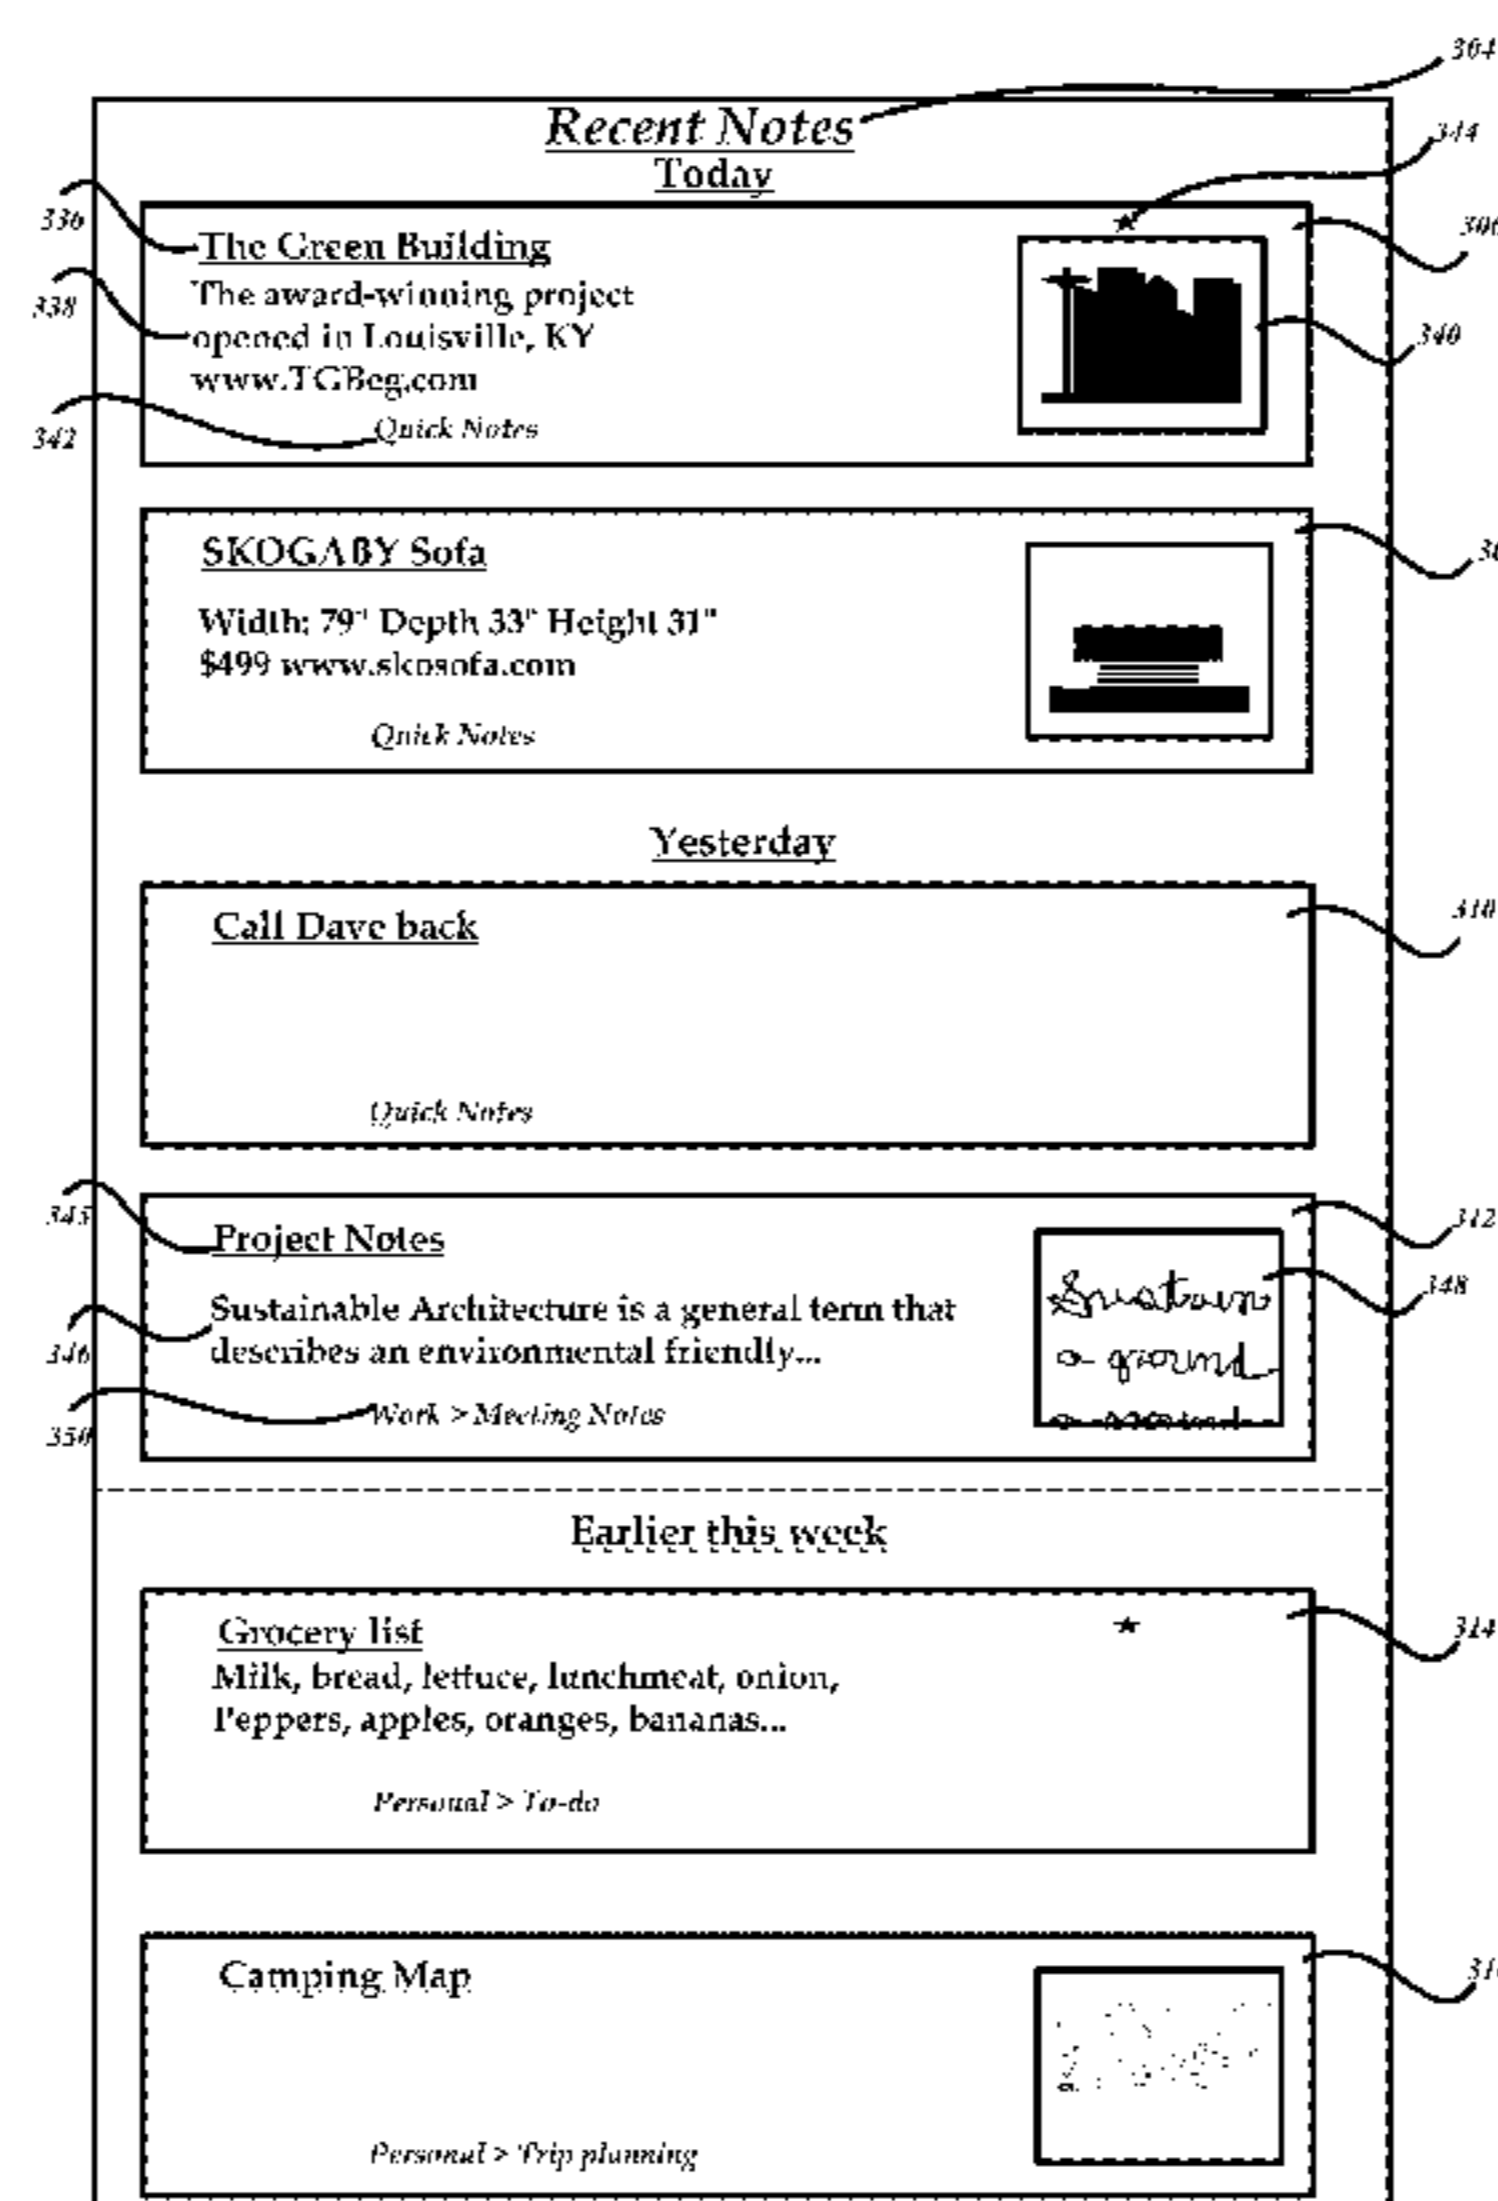 304
Recent Notes
344
Today
336
306
The Green Building
338
The award-winning project
opened in Louisville, KY
340
www.TGBeg.com
342
Quick Notes
SKOGABY Sofa
Width: 79" Depth 33" Height 31"
$499 www.skosofa.com
Quick Notes
Yesterday
310
Call Dave back
Quick Notes
345
312
Project Notes
348
Sustainable Architecture is a general term that
346
describes an environmental friendly...
350
Work > Meeting Notes
Earlier this week
314
Grocery list
Milk, bread, lettuce, lunchmeat, onion,
Peppers, apples, oranges, bananas...
Personal > To-do
Camping Map
Personal > Trip planning